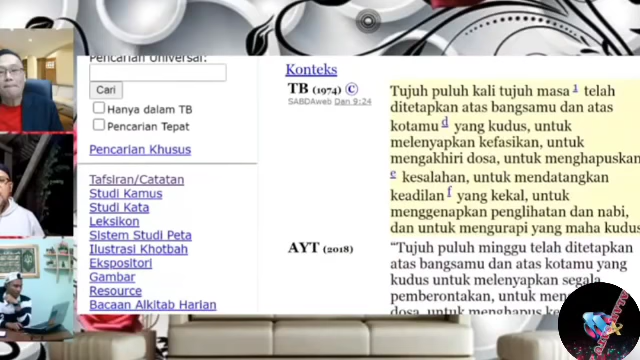 Pencarian Universal:
Cari
Hanya dalam TB
Pencarian Tepat
Pencarian Khusus
Tafsiran/Catatan
Studi Kamus
Studi Kata
Leksikon
Sistem Studi Peta
Ilustrasi Khotbah
Ekspositori
Gambar
Resource
Bacaan Alkitab Harian
Konteks
TB (1974) ©
SABDAweb Dan 9:24
Tujuh puluh kali tujuh masa 1 telah
ditetapkan atas bangsamu dan atas
kotamu d yang kudus, untuk
melenyapkan kefasikan, untuk
mengakhiri dosa, untuk menghapuskan
e kesalahan, untuk mendatangkan
keadilan f yang kekal, untuk
menggenapkan penglihatan dan nabi,
dan untuk mengurapi yang maha kudus
AYT (2018)
“Tujuh puluh minggu telah ditetapkan
atas bangsamu dan atas kotamu yang
kudus untuk melenyapkan segala
pemberontakan, untuk
dosa, untuk menghapus